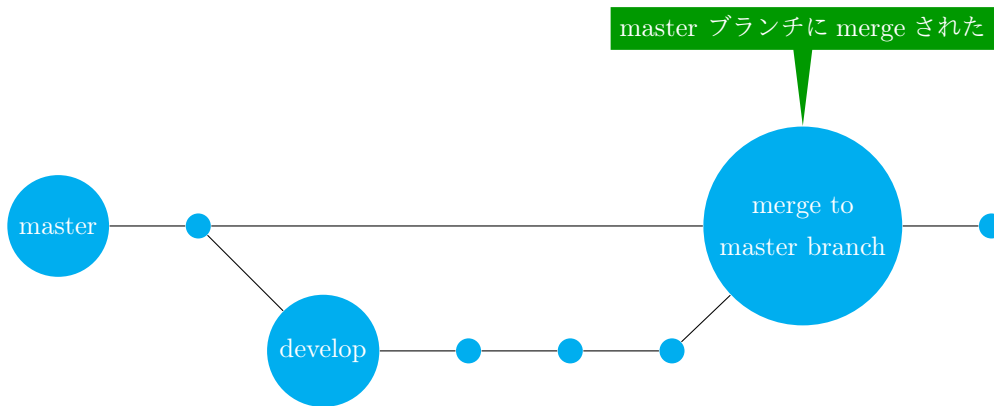 master ブランチに merge された
master
merge to
master branch
develop